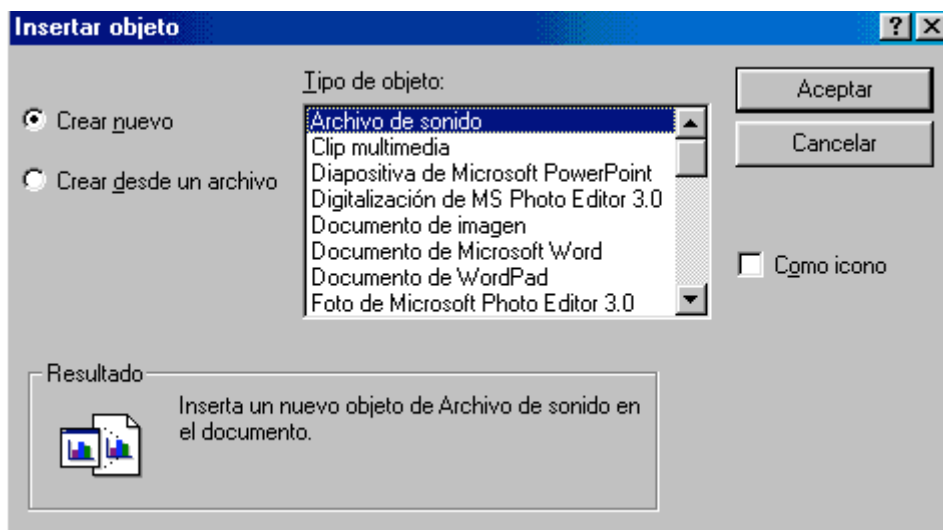 Insertar objeto
Tipo de objeto:
Crear nuevo
Crear desde un archivo
Archivo de sonido
Clip multimedia
Diapositiva de Microsoft PowerPoint
Digitalización de MS Photo Editor 3.0
Documento de imagen
Documento de Microsoft Word
Documento de WordPad
Foto de Microsoft Photo Editor 3.0
Aceptar
Cancelar
Como icono
Resultado
Inserta un nuevo objeto de Archivo de sonido en
el documento.